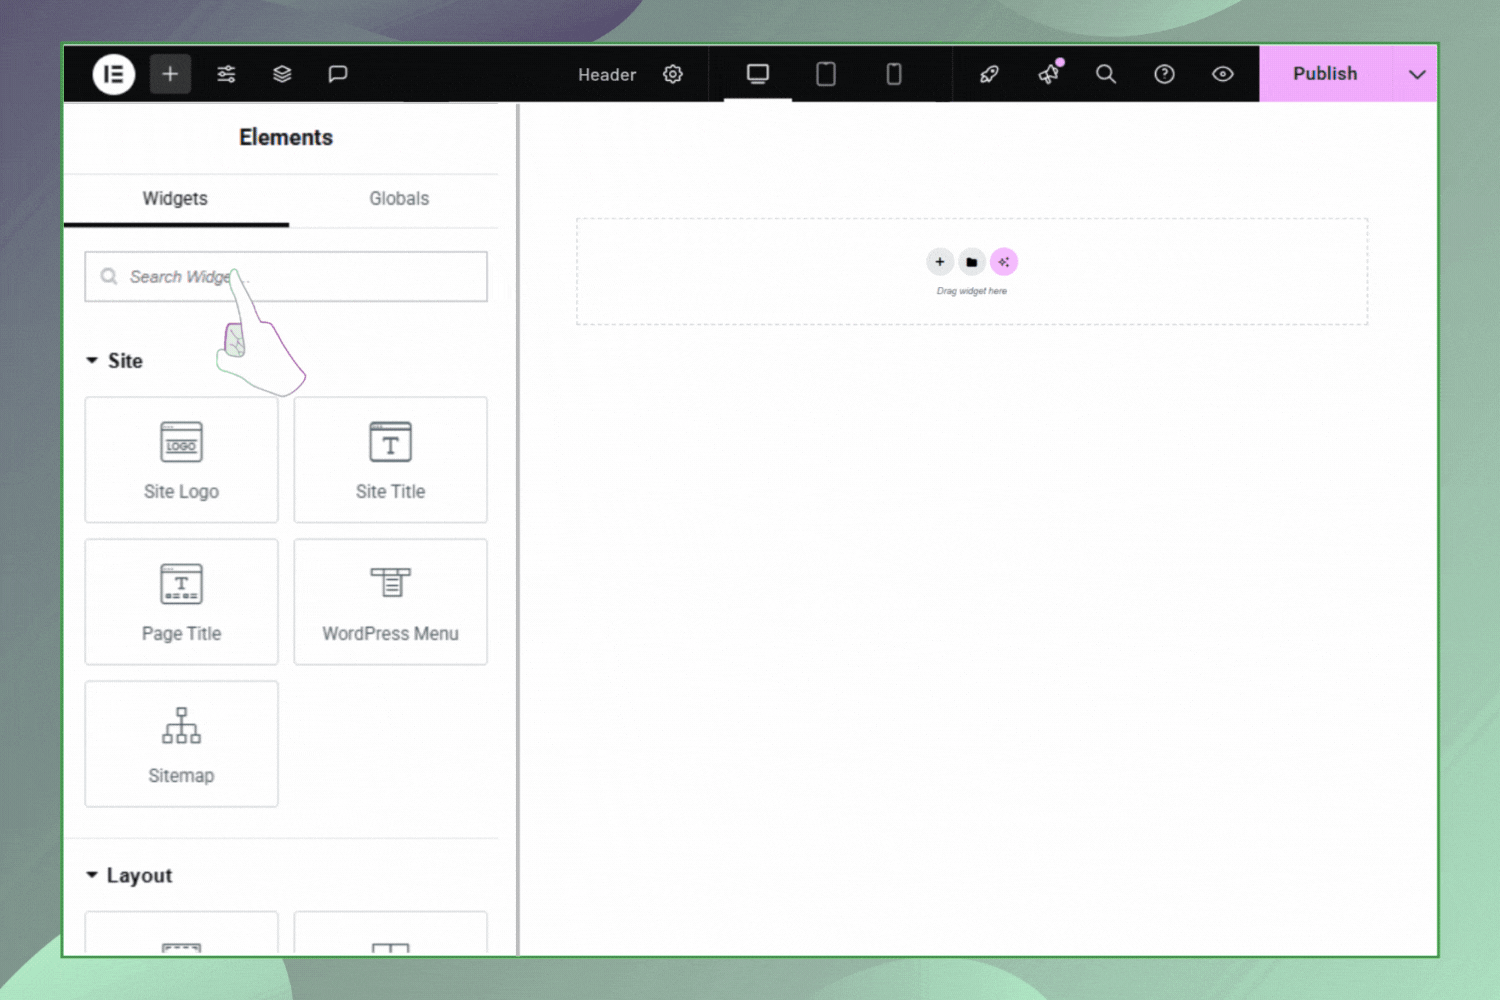 Header
Publish
Elements
Widgets
Globals
Search Widge
Drag widget here
Site
LOGO
Site Logo
T
Site Title
T
Page Title
WordPress Menu
Sitemap
Layout